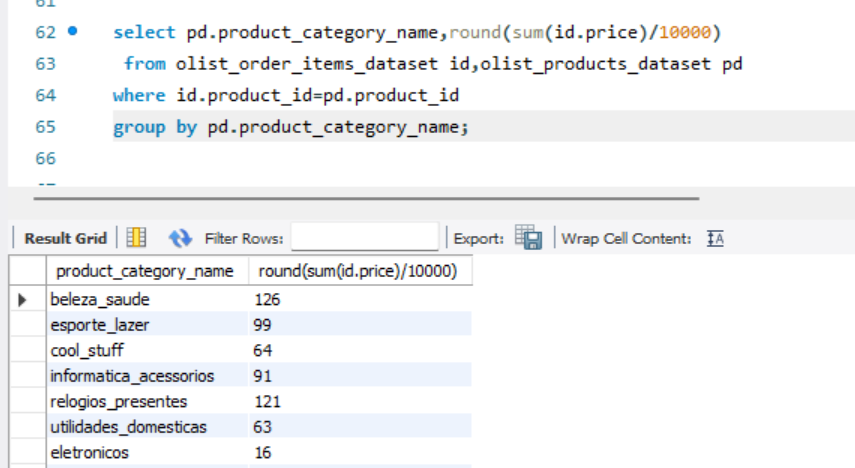 61
62 select pd.product_category_name,round(sum(id.price)/10000)
63 from olist_order_items_dataset id,olist_products_dataset pd
64 where id.product_id=pd.product_id
65 group by pd.product_category_name;
66
Result Grid Filter Rows: Export: Wrap Cell Content: IA
product_category_name round(sum(id.price)/10000)
beleza_saude 126
esporte_lazer 99
cool_stuff 64
informatica_acessorios 91
relogios_presentes 121
utilidades_domesticas 63
eletronicos 16